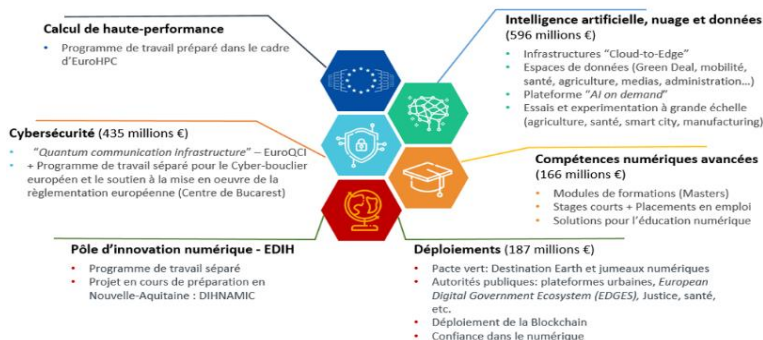 Calcul de haute-performance
• Programme de travail préparé dans le cadre
d’EuroHPC
Intelligence artificielle, nuage et données
(596 millions €)
• Infrastructures “Cloud-to-Edge”
• Espaces de données (Green Deal, mobilité,
santé, agriculture, medias, administration…)
• Plateforme “AI on demand”
• Essais et experimentation à grande échelle
(agriculture, santé, smart city, manufacturing)
Cybersécurité (435 millions €)
• “Quantum communication Infrastructure” – EuroQCI
• + Programme de travail séparé pour le Cyber-bouclier
européen et le soutien à la mise en oeuvre de la
règlementation européenne (Centre de Bucarest)
Compétences numériques avancées
(166 millions €)
• Modules de formations (Masters)
• Stages courts + Placements en emploi
• Solutions pour l’éducation numérique
Pôle d’innovation numérique - EDIH
• Programme de travail séparé
• Projet en cours de préparation en
Nouvelle-Aquitaine : DIHNAMIC
Déploiements (187 millions €)
• Pacte vert: Destination Earth et jumeaux numériques
• Autorités publiques: plateformes urbaines, European
Digital Government Ecosystem (EDGES), Justice, santé,
etc.
• Déploiement de la Blockchain
• Confiance dans le numérique